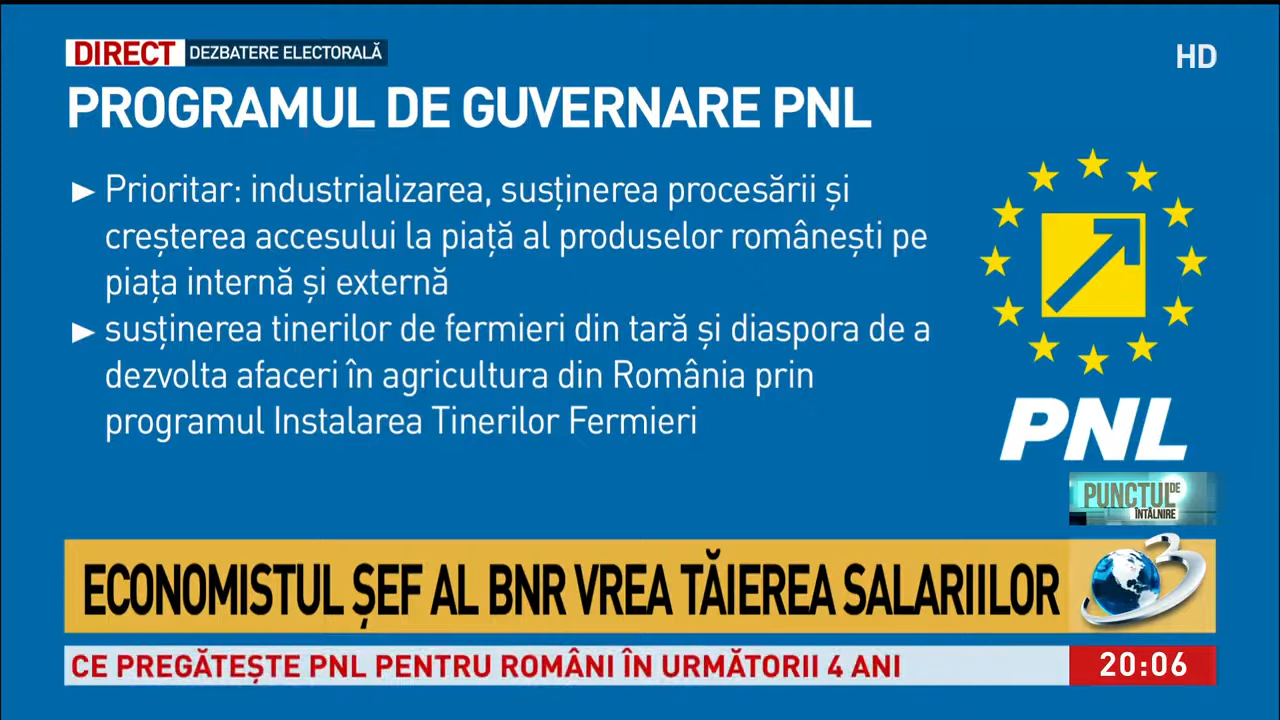 DIRECT DEZBATERE ELECTORALĂ
HD
PROGRAMUL DE GUVERNARE PNL
► Prioritar: industrializarea, susținerea procesării și
creșterea accesului la piață al produselor românești pe
piața internă și externă
► susținerea tinerilor de fermieri din tară și diaspora de a
dezvolta afaceri în agricultura din România prin
programul Instalarea Tinerilor Fermieri
PNL
PUNCTUL DE
ÎNTÂLNIRE
ECONOMISTUL ȘEF AL BNR VREA TĂIEREA SALARIILOR
3
CE PREGĂTEȘTE PNL PENTRU ROMÂNI ÎN URMĂTORII 4 ANI
20:06